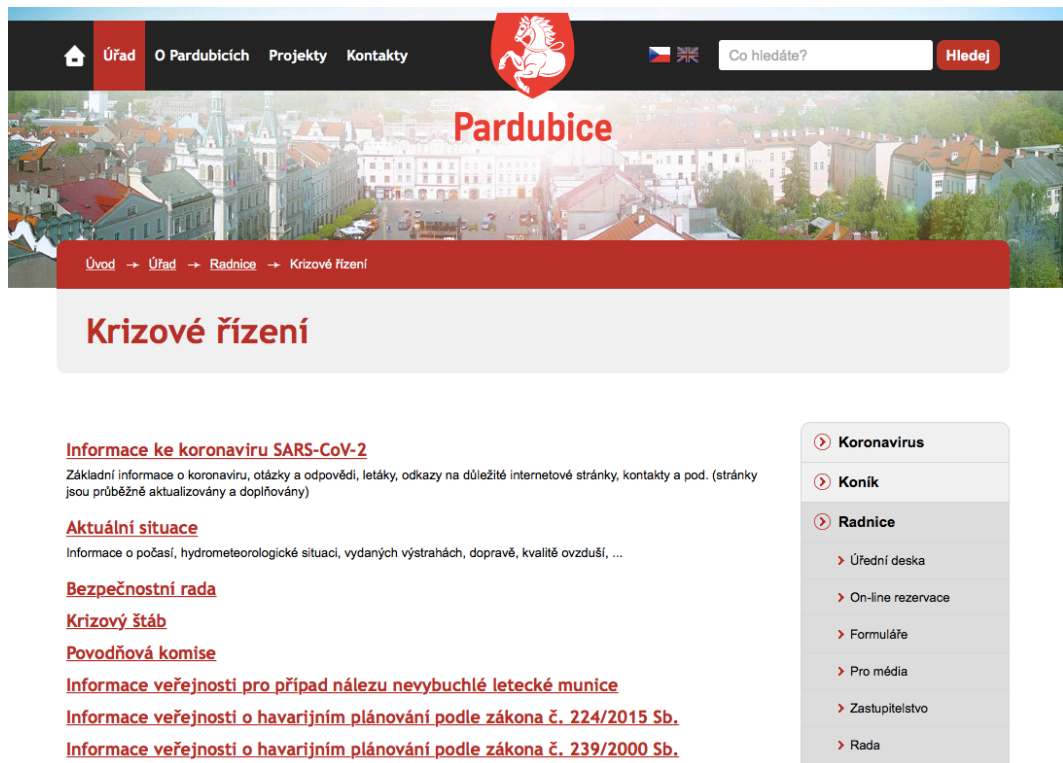 Úřad
O Pardubicích
Projekty
Kontakty
Co hledáte?
Hledej
Pardubice
Úvod → Úřad → Radnice → Krizové řízení
Krizové řízení
Informace ke koronaviru SARS-CoV-2
Základní informace o koronaviru, otázky a odpovědi, letáky, odkazy na důležité internetové stránky, kontakty a pod. (stránky
jsou průběžně aktualizovány a doplňovány)
Aktuální situace
Informace o počasí, hydrometeorologické situaci, vydaných výstrahách, dopravě, kvalitě ovzduší, ...
Bezpečnostní rada
Krizový štáb
Povodňová komise
Informace veřejnosti pro případ nálezu nevybuchlé letecké munice
Informace veřejnosti o havarijním plánování podle zákona č. 224/2015 Sb.
Informace veřejnosti o havarijním plánování podle zákona č. 239/2000 Sb.
Koronavirus
Koník
Radnice
Úřední deska
On-line rezervace
Formuláře
Pro média
Zastupitelstvo
Rada